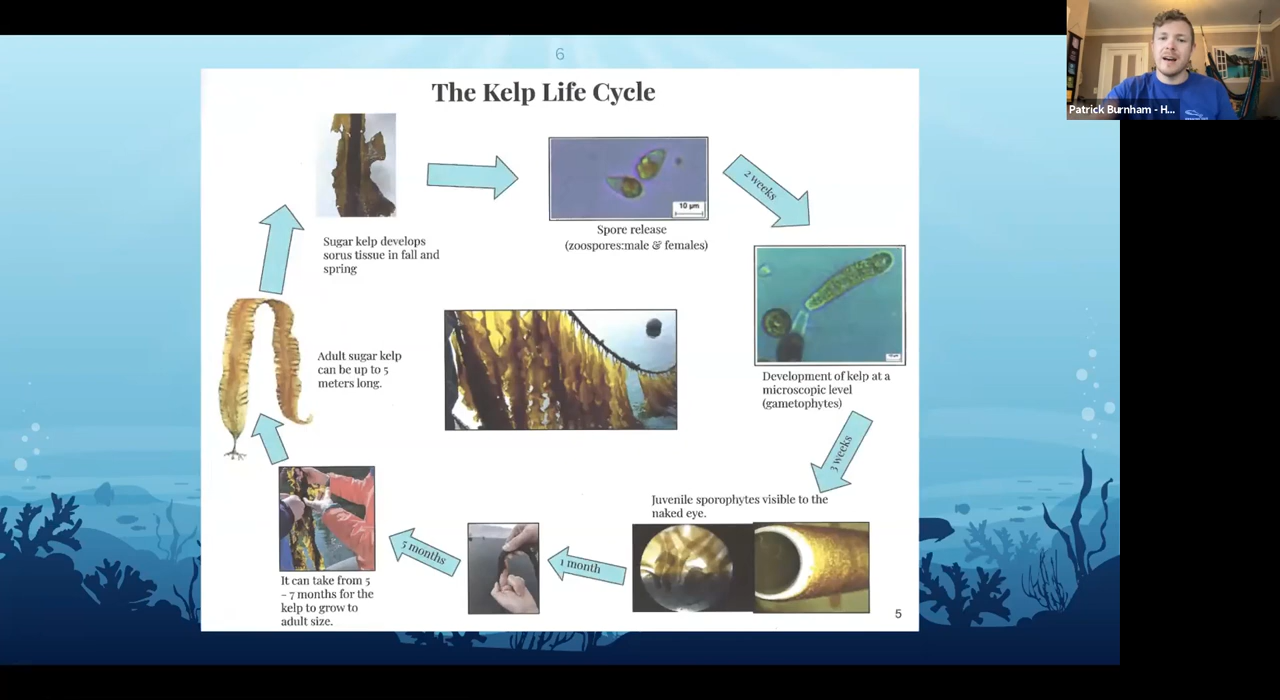 6
Patrick Burnham - H...
The Kelp Life Cycle
10 µm
Spore release
(zoospores:male & females)
2 weeks
Sugar kelp develops
sorus tissue in fall and
spring
Adult sugar kelp
can be up to 5
meters long.
Development of kelp at a
microscopic level
(gametophytes)
3 weeks
Juvenile sporophytes visible to the
naked eye.
1 month
5 months
It can take from 5
- 7 months for the
kelp to grow to
adult size.
5